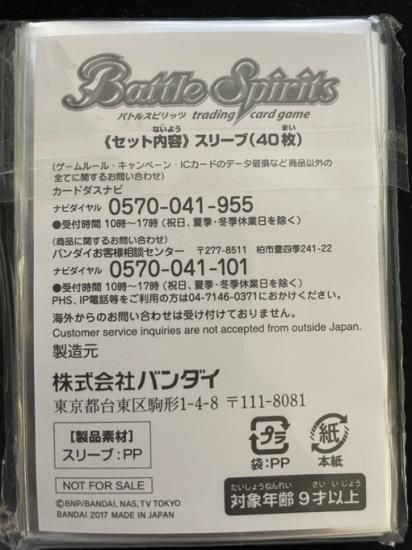 Battle Spirits
バトルスピリッツ trading card game
《セット内容》スリーブ(40枚)
ないよう まい
(ゲームルール・キャンペーン・ICカードのデータ破損など商品以外の
全てに関するお問い合わせ)
カードダスナビ
ナビダイヤル 0570-041-955
●受付時間 10時~17時(祝日、夏季・冬季休業日を除く)
(商品に関するお問い合わせ)
バンダイお客様相談センター 〒277-8511 柏市豊四季241-22
ナビダイヤル 0570-041-101
●受付時間 10時~17時(祝日、夏季・冬季休業日を除く)
PHS、IP電話等をご利用の方は04-7146-0371におかけください。
海外からのお問い合わせは受け付けておりません。
Customer service inquiries are not accepted from outside Japan.
製造元
株式会社バンダイ
東京都台東区駒形1-4-8 〒111-8081
【製品素材】
スリーブ:PP
プラ
袋:PP
紙
本紙
NOT FOR SALE
©BNP/BANDAI, NAS, TV TOKYO
BANDAI 2017 MADE IN JAPAN
たいしょうねんれい さい いじょう
対象年齢9才以上